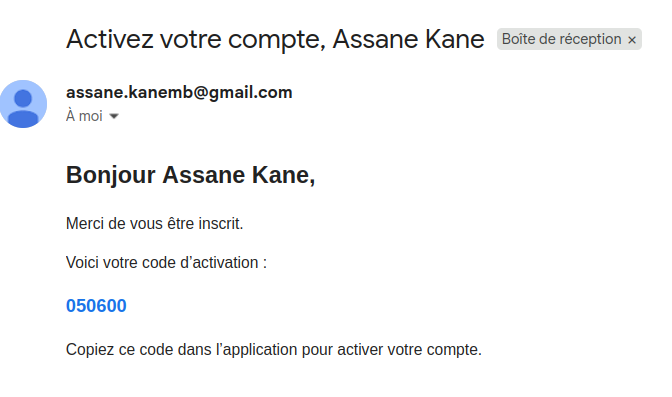 Activez votre compte, Assane Kane Boîte de réception ×
assane.kanemb@gmail.com
À moi
Bonjour Assane Kane,
Merci de vous être inscrit.
Voici votre code d’activation :
050600
Copiez ce code dans l’application pour activer votre compte.